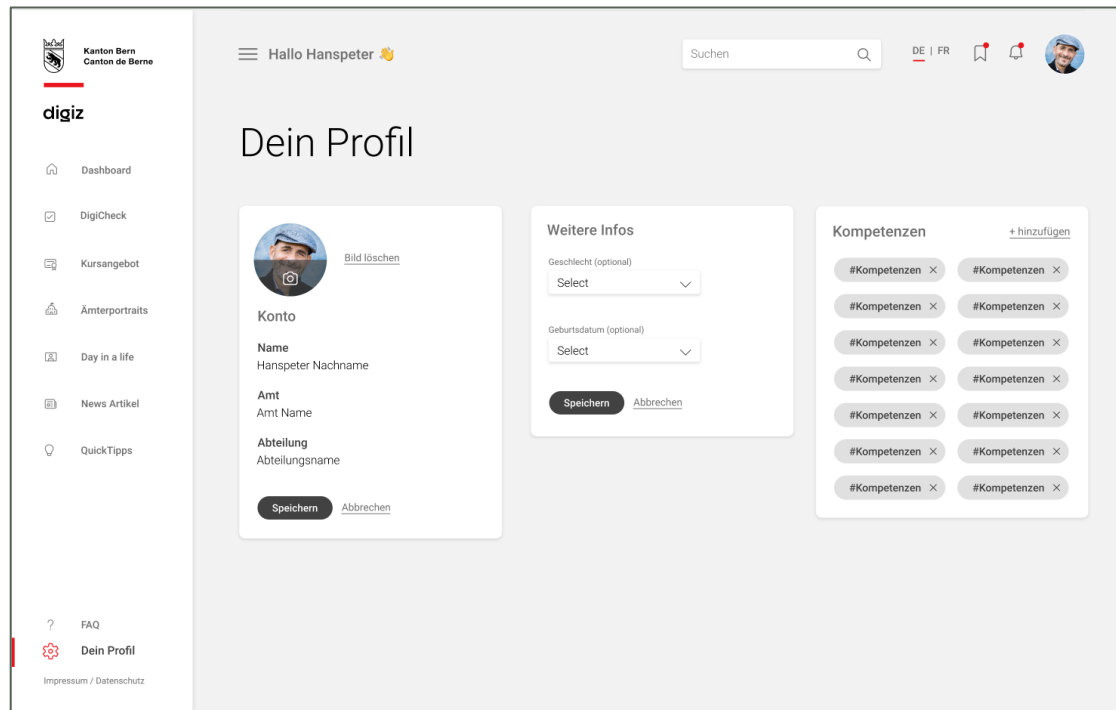 Kanton Bern
Canton de Berne
digiz
Dashboard
DigiCheck
Kursangebot
Ämterportraits
Day in a life
News Artikel
QuickTipps
? FAQ
Dein Profil
Impressum / Datenschutz
Hallo Hanspeter 👋
Suchen
DE | FR
Dein Profil
Bild löschen
Konto
Name
Hanspeter Nachname
Amt
Amt Name
Abteilung
Abteilungsname
Speichern Abbrechen
Weitere Infos
Geschlecht (optional)
Select
Geburtsdatum (optional)
Select
Speichern Abbrechen
Kompetenzen + hinzufügen
#Kompetenzen × #Kompetenzen ×
#Kompetenzen × #Kompetenzen ×
#Kompetenzen × #Kompetenzen ×
#Kompetenzen × #Kompetenzen ×
#Kompetenzen × #Kompetenzen ×
#Kompetenzen × #Kompetenzen ×
#Kompetenzen × #Kompetenzen ×